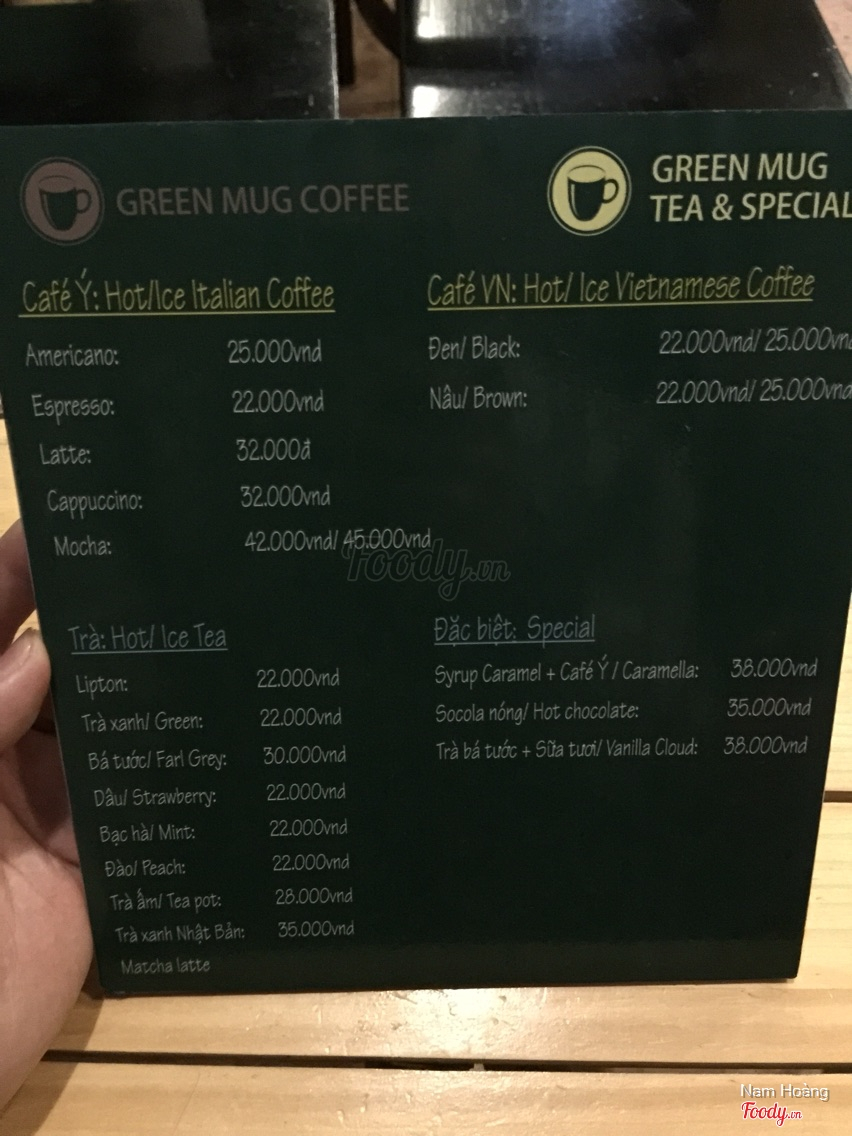 GREEN MUG COFFEE
GREEN MUG
TEA & SPECIAL
Café Ý: Hot/Ice Italian Coffee
Americano: 25.000vnd
Espresso: 22.000vnd
Latte: 32.000đ
Cappuccino: 32.000vnd
Mocha: 42.000vnd/ 45.000vnd
Café VN: Hot/ Ice Vietnamese Coffee
Đen/ Black: 22.000vnd/ 25.000vnd
Nâu/ Brown: 22.000vnd/ 25.000vnd
Foody.vn
Trà: Hot/ Ice Tea
Lipton: 22.000vnd
Trà xanh/ Green: 22.000vnd
Bá tước/ Earl Grey: 30.000vnd
Dâu/ Strawberry: 22.000vnd
Bạc hà/ Mint: 22.000vnd
Đào/ Peach: 22.000vnd
Trà ấm/ Tea pot: 28.000vnd
Trà xanh Nhật Bản: 35.000vnd
Matcha latte
Đặc biệt: Special
Syrup Caramel + Café Ý / Caramella: 38.000vnd
Socola nóng/ Hot chocolate: 35.000vnd
Trà bá tước + Sữa tươi/ Vanilla Cloud: 38.000vnd
Nam Hoàng
Foody.vn